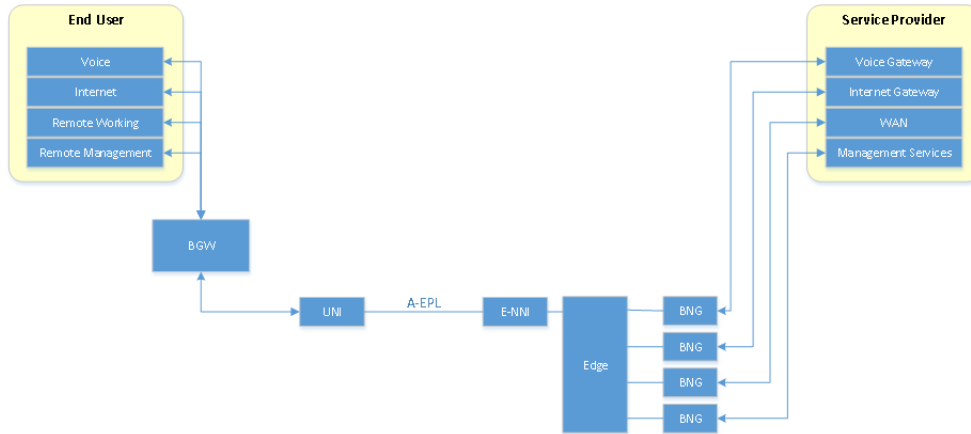 End User
Voice
Internet
Remote Working
Remote Management
Service Provider
Voice Gateway
Internet Gateway
WAN
Management Services
BGW
UNI
A-EPL
E-NNI
Edge
BNG
BNG
BNG
BNG